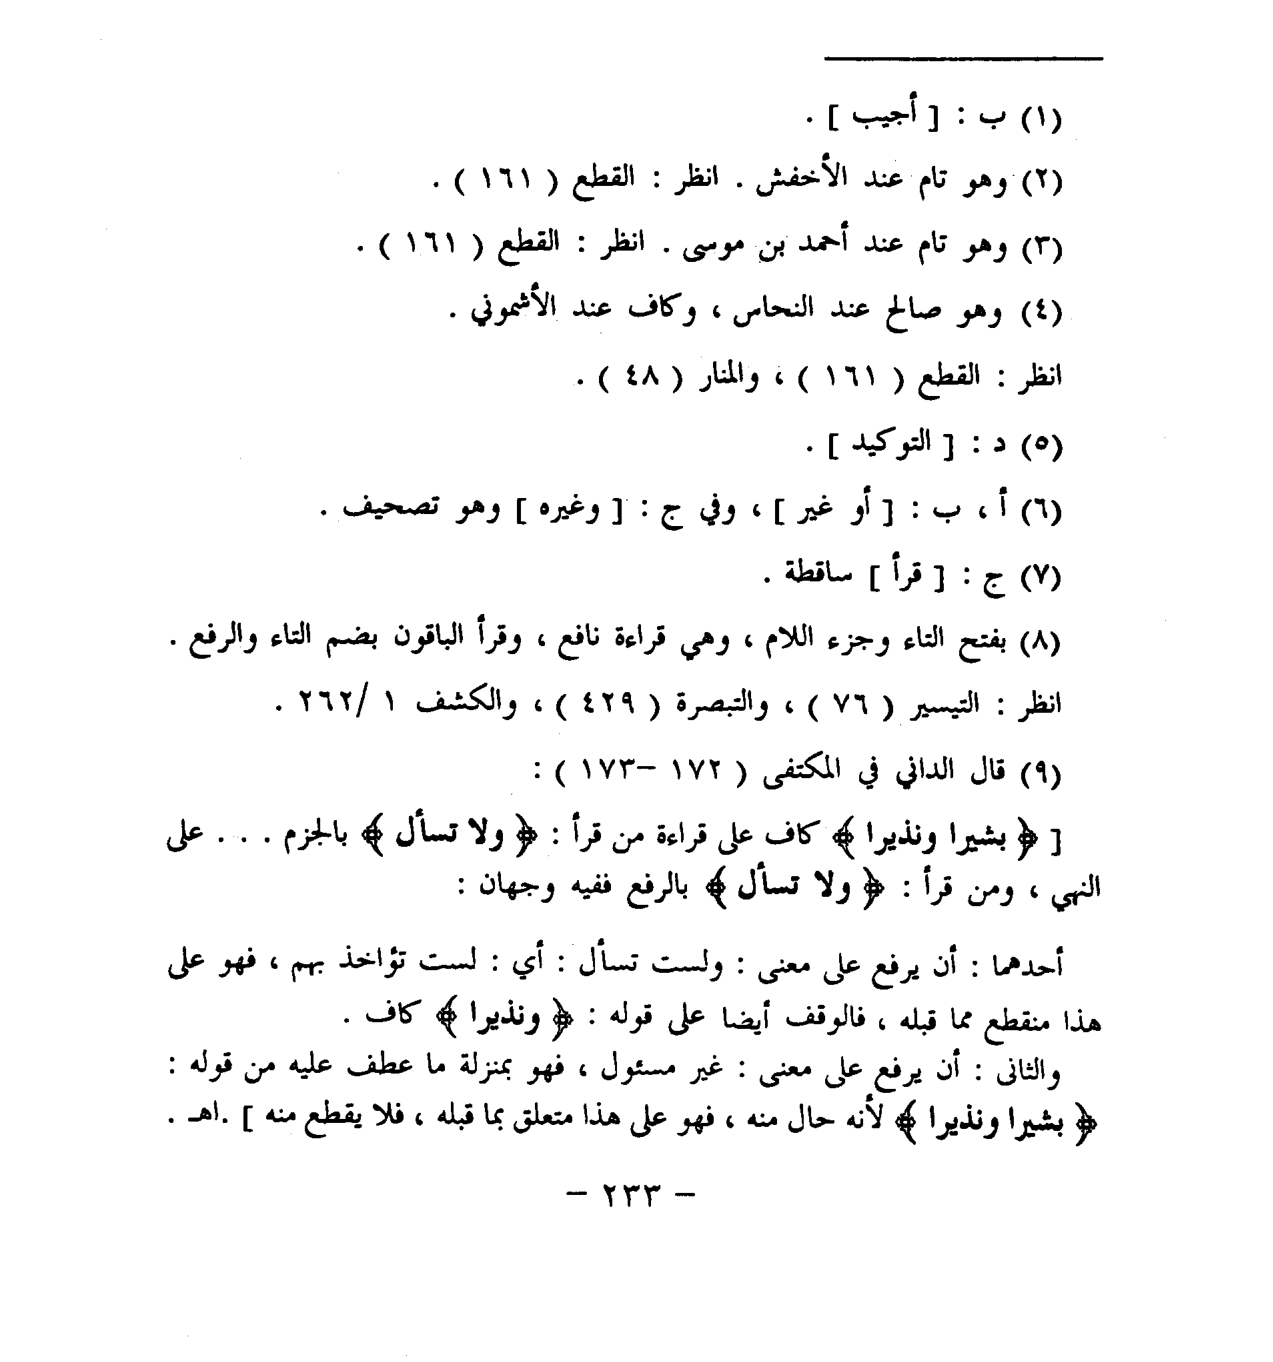 (١) ب : [ أجيب ] .
(٢) وهو تام عند الأخفش . انظر : القطع ( ١٦١ ) .
(٣) وهو تام عند أحمد بن موسى . انظر : القطع ( ١٦١ ) .
(٤) وهو صالح عند النحاس ، وكاف عند الأشموني .
انظر : القطع ( ١٦١ ) ، والمنار ( ٤٨ ) .
(٥) د : [ التوكيد ] .
(٦) أ ، ب : [ أو غير ] ، وفي ج : [ وغيره ] وهو تصحيف .
(٧) ج : [ قرأ ] ساقطة .
(٨) بفتح التاء وجزء اللام ، وهي قراءة نافع ، وقرأ الباقون بضم التاء والرفع .
انظر : التيسير ( ٧٦ ) ، والتبصرة ( ٤٢٩ ) ، والكشف ١ /٢٦٢ .
(٩) قال الداني في المكتفى ( ١٧٢ –١٧٣ ) :
[ ﴿ بشيرا ونذيرا ﴾ كاف على قراءة من قرأ : ﴿ ولا تسأل ﴾ بالجزم . . . على
النهي ، ومن قرأ : ﴿ ولا تسأل ﴾ بالرفع ففيه وجهان :
أحدهما : أن يرفع على معنى : ولست تسأل : أي : لست تؤاخذ بهم ، فهو على
هذا منقطع مما قبله ، فالوقف أيضا على قوله : ﴿ ونذيرا ﴾ كاف .
والثانى : أن يرفع على معنى : غير مسئول ، فهو بمنزلة ما عطف عليه من قوله :
﴿ بشيرا ونذيرا ﴾ لأنه حال منه ، فهو على هذا متعلق بما قبله ، فلا يقطع منه ] .اهـ .
– ٢٣٣ –